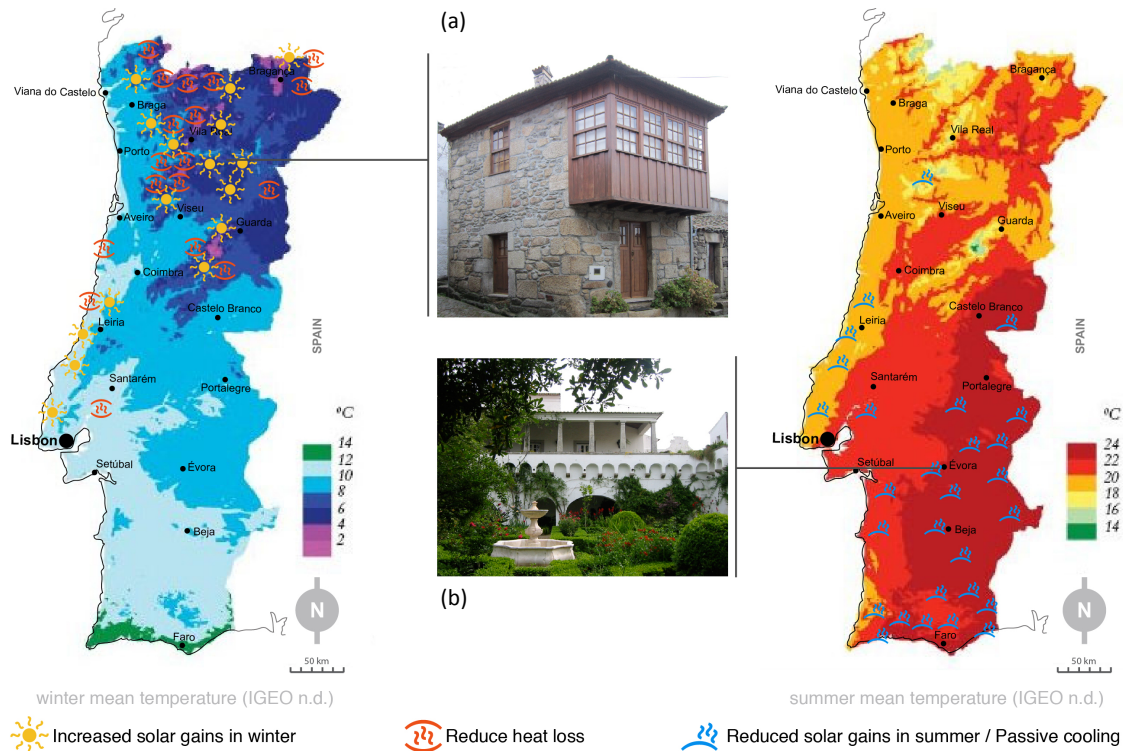 (a)
Bragança
Viana do Castelo
Braga
Vila Real
Porto
Viseu
Aveiro
Guarda
Coimbra
Castelo Branco
Leiria
SPAIN
Santarém
Portalegre
Lisbon
Setúbal
Évora
Beja
Faro
ºC
14
12
10
8
6
4
2
N
50 km
winter mean temperature (IGEO n.d.)
(b)
Bragança
Viana do Castelo
Braga
Vila Real
Porto
Viseu
Aveiro
Guarda
Coimbra
Castelo Branco
Leiria
SPAIN
Santarém
Portalegre
Lisbon
Setúbal
Évora
Beja
Faro
ºC
24
22
20
18
16
14
N
50 km
summer mean temperature (IGEO n.d.)
Increased solar gains in winter
Reduce heat loss
Reduced solar gains in summer / Passive cooling